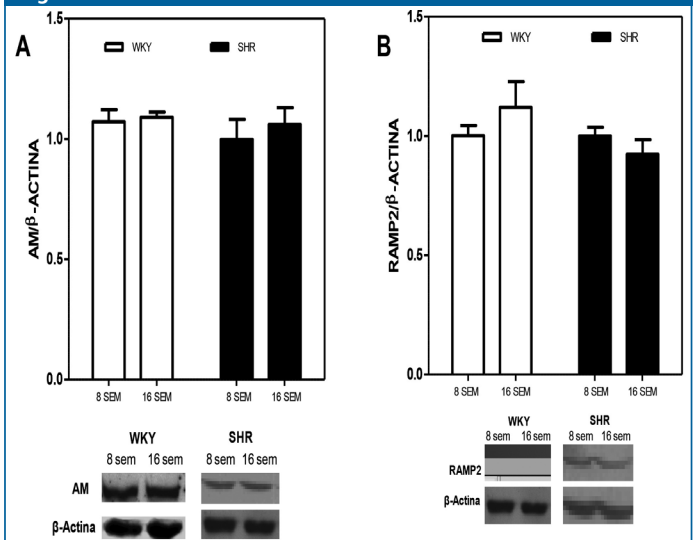 A
WKY SHR
1.5
1.0
0.5
0.0
AM/β-ACTINA
8 SEM 16 SEM 8 SEM 16 SEM
WKY SHR
8 sem 16 sem 8 sem 16 sem
AM
β-Actina
B
WKY SHR
1.5
1.0
0.5
0.0
RAMP2/β-ACTINA
8 SEM 16 SEM 8 SEM 16 SEM
WKY SHR
8 sem 16 sem 8 sem 16 sem
RAMP2
β-Actina